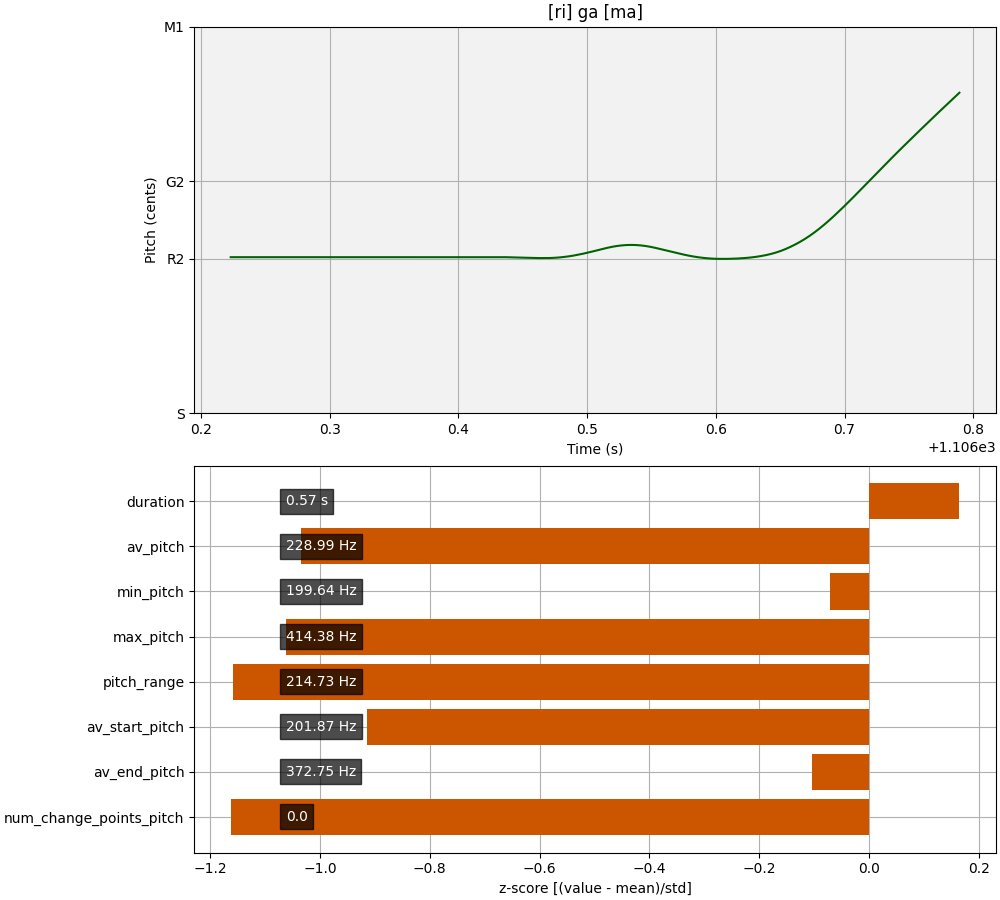 [ri] ga [ma]
M1
G2
R2
S
Pitch (cents)
0.2 0.3 0.4 0.5 0.6 0.7 0.8
Time (s)
+1.106e3
duration 0.57 s
av_pitch 228.99 Hz
min_pitch 199.64 Hz
max_pitch 414.38 Hz
pitch_range 214.73 Hz
av_start_pitch 201.87 Hz
av_end_pitch 372.75 Hz
num_change_points_pitch 0.0
−1.2 −1.0 −0.8 −0.6 −0.4 −0.2 0.0 0.2
z-score [(value - mean)/std]